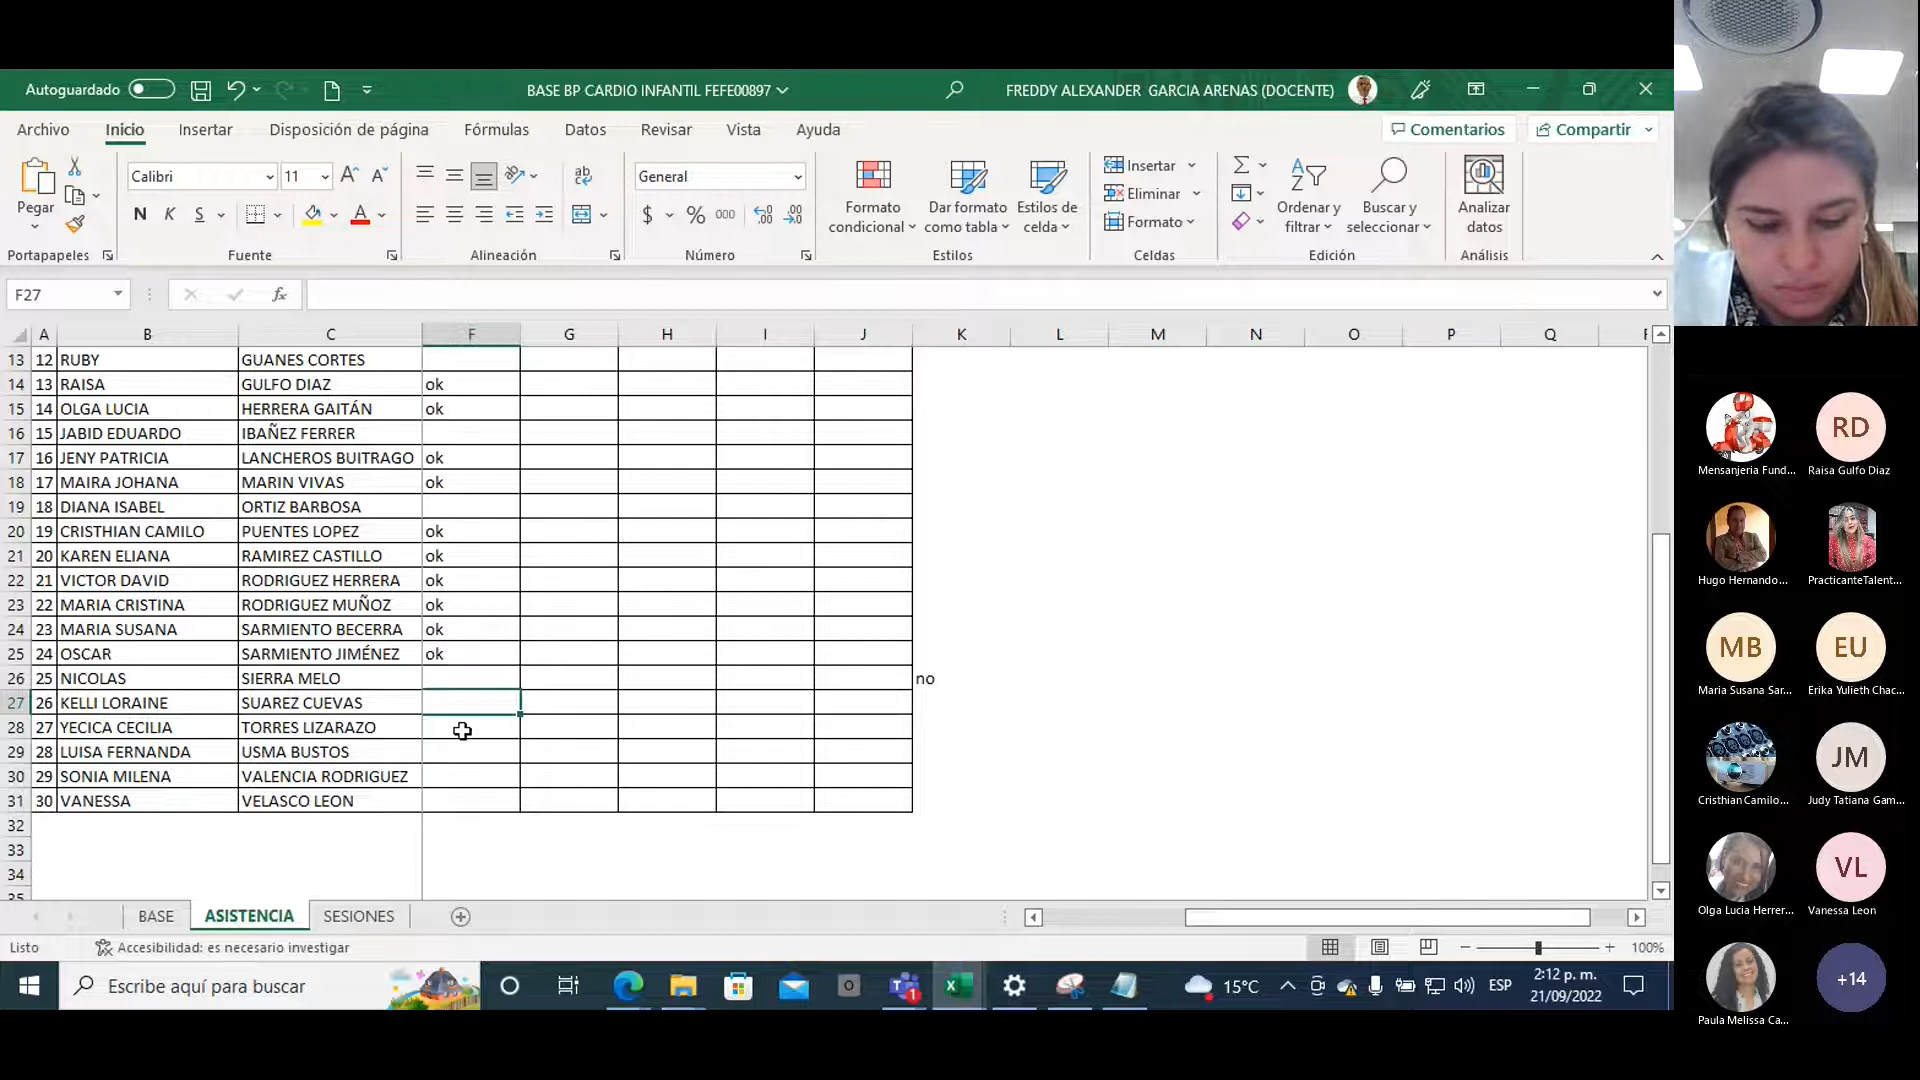 Autoguardado BASE BP CARDIO INFANTIL FEFE00897 FREDDY ALEXANDER GARCIA ARENAS (DOCENTE)
Archivo Inicio Insertar Disposición de página Fórmulas Datos Revisar Vista Ayuda Comentarios Compartir
Calibri 11 General
Pegar
N K S $ % 000
Formato condicional Dar formato como tabla Estilos de celda
Insertar
Eliminar
Formato
Ordenar y filtrar Buscar y seleccionar Analizar datos
Portapapeles Fuente Alineación Número Estilos Celdas Edición Análisis
F27 fx
A B C F G H I J K L M N O P Q
13 12 RUBY GUANES CORTES
14 13 RAISA GULFO DIAZ ok
15 14 OLGA LUCIA HERRERA GAITÁN ok
16 15 JABID EDUARDO IBAÑEZ FERRER
17 16 JENY PATRICIA LANCHEROS BUITRAGO ok
18 17 MAIRA JOHANA MARIN VIVAS ok
19 18 DIANA ISABEL ORTIZ BARBOSA
20 19 CRISTHIAN CAMILO PUENTES LOPEZ ok
21 20 KAREN ELIANA RAMIREZ CASTILLO ok
22 21 VICTOR DAVID RODRIGUEZ HERRERA ok
23 22 MARIA CRISTINA RODRIGUEZ MUÑOZ ok
24 23 MARIA SUSANA SARMIENTO BECERRA ok
25 24 OSCAR SARMIENTO JIMÉNEZ ok
26 25 NICOLAS SIERRA MELO no
27 26 KELLI LORAINE SUAREZ CUEVAS
28 27 YECICA CECILIA TORRES LIZARAZO
29 28 LUISA FERNANDA USMA BUSTOS
30 29 SONIA MILENA VALENCIA RODRIGUEZ
31 30 VANESSA VELASCO LEON
32
33
34
BASE ASISTENCIA SESIONES
Listo Accesibilidad: es necesario investigar 100%
Escribe aquí para buscar 15°C ESP 2:12 p. m.
21/09/2022
RD
Mensanjeria Fund... Raisa Gulfo Diaz
Hugo Hernando... PracticanteTalent...
MB EU
Maria Susana Sar... Erika Yulieth Chac...
JM
Cristhian Camilo... Judy Tatiana Gam...
VL
Olga Lucia Herrer... Vanessa Leon
+14
Paula Melissa Ca...